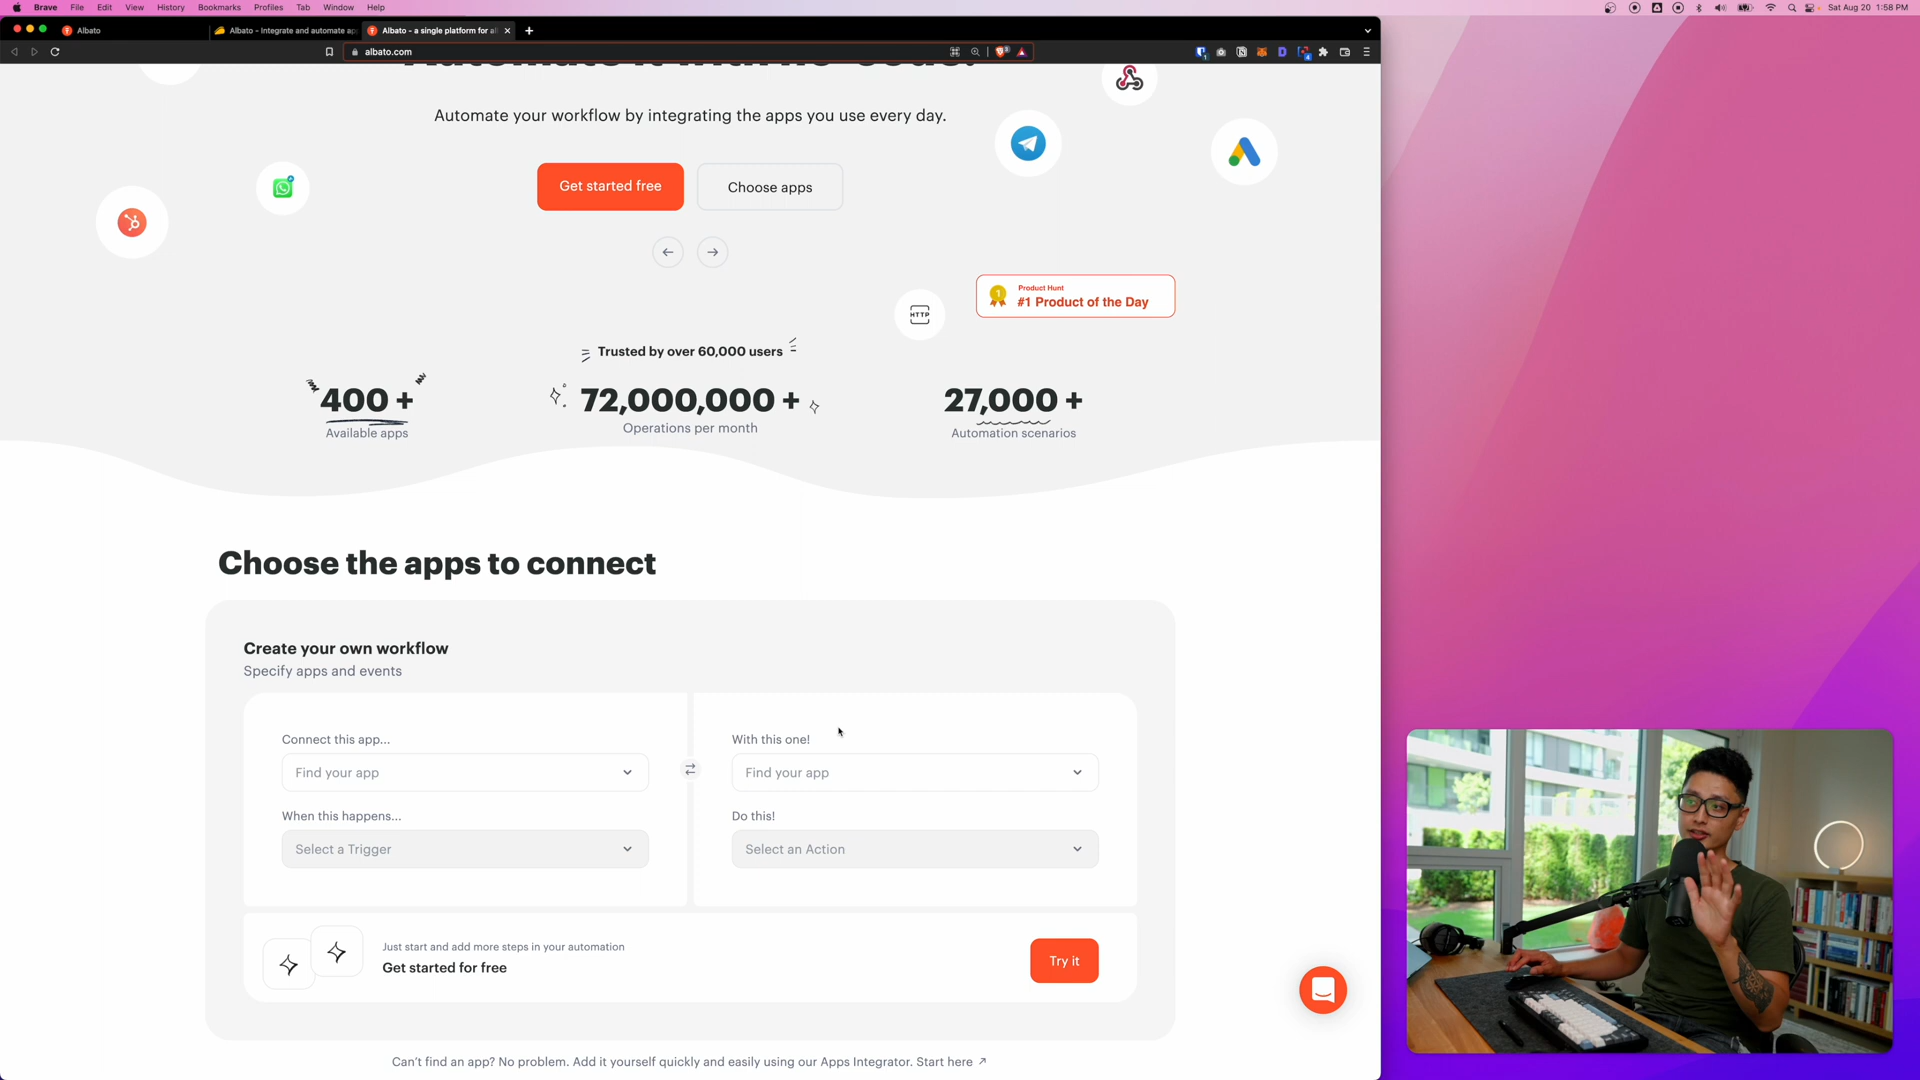 Brave File Edit View History Bookmarks Profiles Tab Window Help
Sat Aug 20 1:58 PM
Albato
Albato - Integrate and automate ap
Albato - a single platform for al
albato.com
Automate your workflow by integrating the apps you use every day.
Get started free
Choose apps
Product Hunt
#1 Product of the Day
HTTP
Trusted by over 60,000 users
400 +
72,000,000 +
27,000 +
Available apps
Operations per month
Automation scenarios
Choose the apps to connect
Create your own workflow
Specify apps and events
Connect this app...
With this one!
Find your app
Find your app
When this happens...
Do this!
Select a Trigger
Select an Action
Just start and add more steps in your automation
Get started for free
Try it
Can't find an app? No problem. Add it yourself quickly and easily using our Apps Integrator. Start here ↗